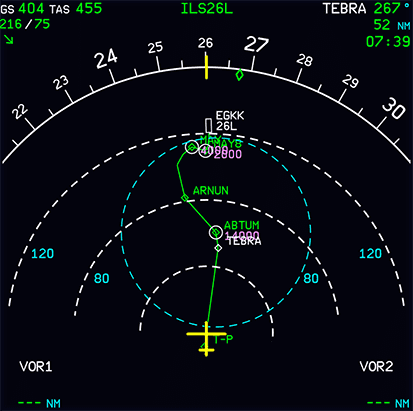 GS 404 TAS 455 ILS26L TEBRA 267°
216/75 52 NM
07:39
22 23 24 25 26 27 28 29 30
EGKK
26L
2000
ARNUN
ABTUM
14000
TEBRA
120 120
80 80
T-P
VOR1 VOR2
--- NM --- NM